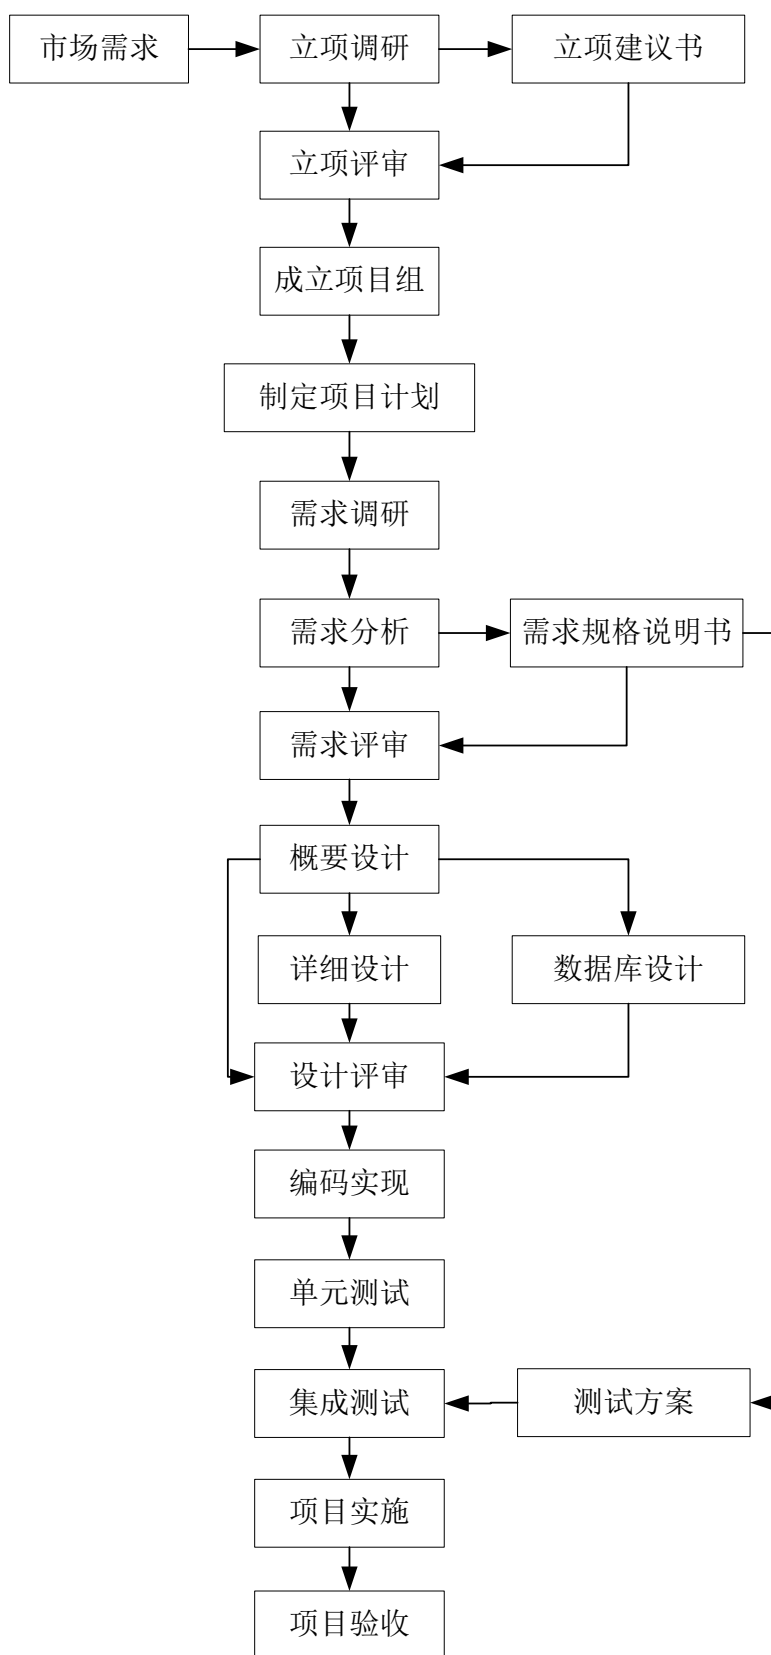 市场需求
立项调研
立项建议书
立项评审
成立项目组
制定项目计划
需求调研
需求分析
需求规格说明书
需求评审
概要设计
详细设计
数据库设计
设计评审
编码实现
单元测试
集成测试
测试方案
项目实施
项目验收